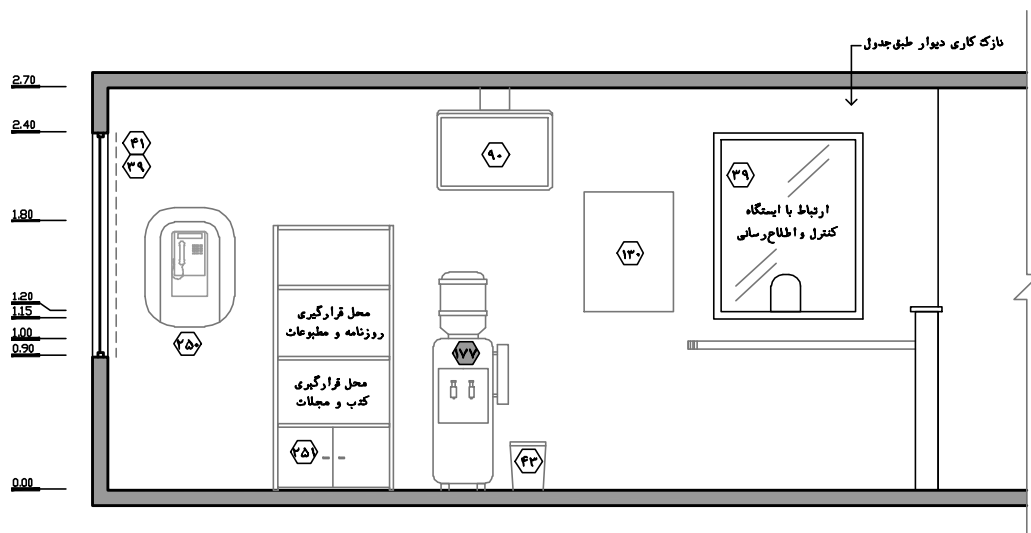 نازک کاری دیوار طبق جدول
2.70
2.40
1.80
1.20
1.15
1.00
0.90
0.00
۴۱
۳۹
۹۰
۳۹
ارتباط با ایستگاه
کنترل و اطلاع‌رسانی
۱۳۰
۲۵۰
محل قرارگیری
روزنامه و مطبوعات
۱۷۷
محل قرارگیری
کتب و مجلات
۲۵۱
۴۳